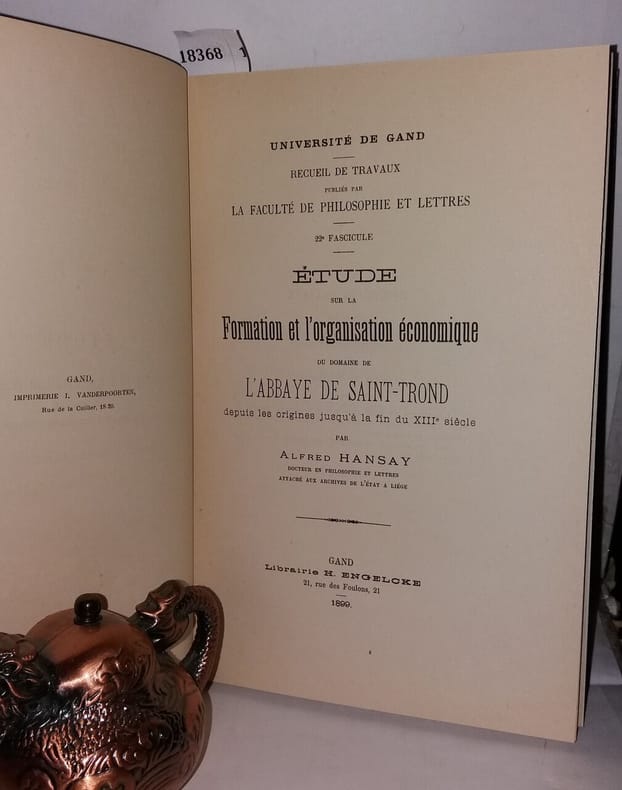 18368 1
GAND,
IMPRIMERIE I. VANDERPOORTEN,
Rue de la Cuiller,
UNIVERSITÉ DE GAND
RECUEIL DE TRAVAUX
PUBLIÉS PAR
LA FACULTÉ DE PHILOSOPHIE ET LETTRES
22e FASCICULE
ÉTUDE
SUR LA
Formation et l'organisation économique
DU DOMAINE DE
L'ABBAYE DE SAINT-TROND
depuis les origines jusqu'à la fin du XIIIe siècle
PAR
ALFRED HANSAY
DOCTEUR EN PHILOSOPHIE ET LETTRES
ATTACHÉ AUX ARCHIVES DE L'ÉTAT À LIÉGE
GAND
Librairie H. ENGELCKE
21, rue des Foulons, 21
1899.